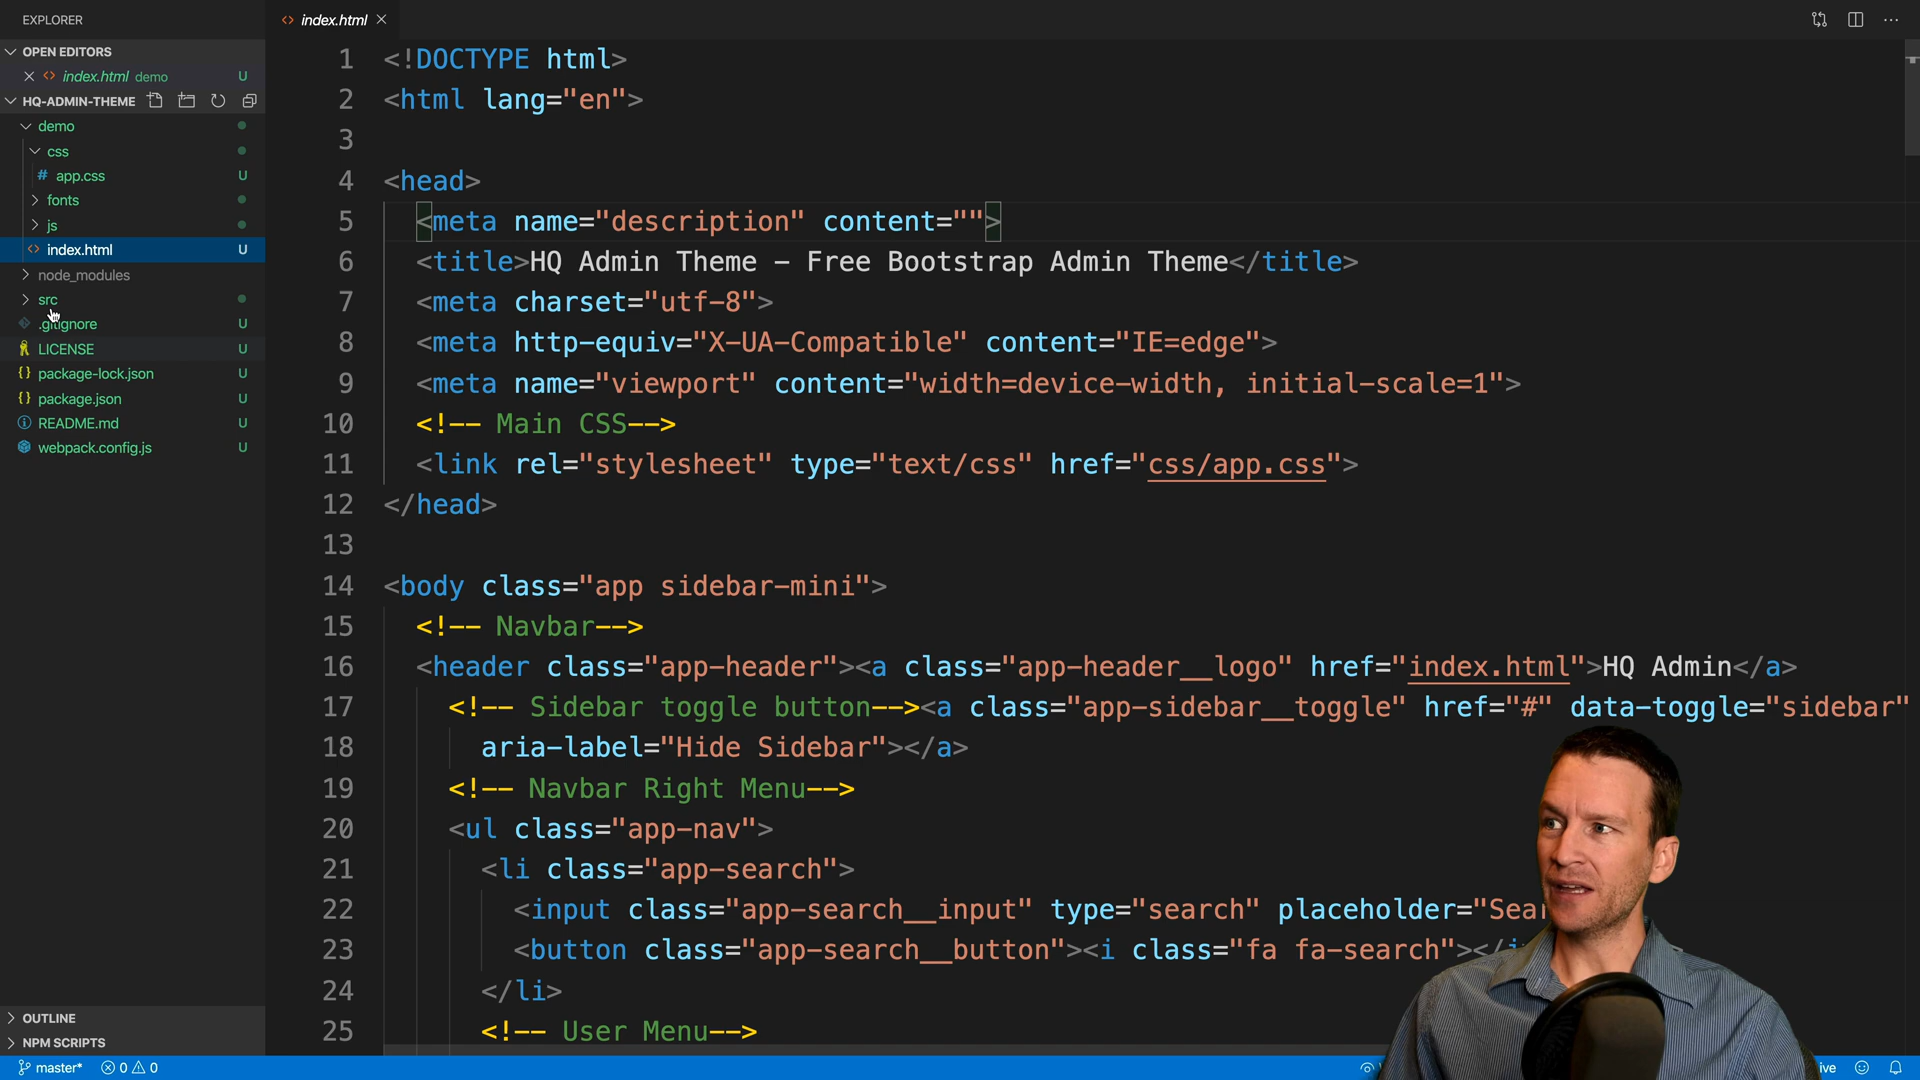 EXPLORER
OPEN EDITORS
index.html demo U
HQ-ADMIN-THEME
demo
css
# app.css U
fonts
js
<> index.html U
node_modules
src
.gitignore U
LICENSE U
{} package-lock.json U
{} package.json U
README.md U
webpack.config.js U
OUTLINE
NPM SCRIPTS
<> index.html
1 <!DOCTYPE html>
2 <html lang="en">
3
4 <head>
5 <meta name="description" content="">
6 <title>HQ Admin Theme – Free Bootstrap Admin Theme</title>
7 <meta charset="utf-8">
8 <meta http-equiv="X-UA-Compatible" content="IE=edge">
9 <meta name="viewport" content="width=device-width, initial-scale=1">
10 <!-- Main CSS-->
11 <link rel="stylesheet" type="text/css" href="css/app.css">
12 </head>
13
14 <body class="app sidebar-mini">
15 <!-- Navbar-->
16 <header class="app-header"><a class="app-header__logo" href="index.html">HQ Admin</a>
17 <!-- Sidebar toggle button--><a class="app-sidebar__toggle" href="#" data-toggle="sidebar"
18 aria-label="Hide Sidebar"></a>
19 <!-- Navbar Right Menu-->
20 <ul class="app-nav">
21 <li class="app-search">
22 <input class="app-search__input" type="search" placeholder="Sear
23 <button class="app-search__button"><i class="fa fa-search"></i
24 </li>
25 <!-- User Menu-->
master* 0 0
ive